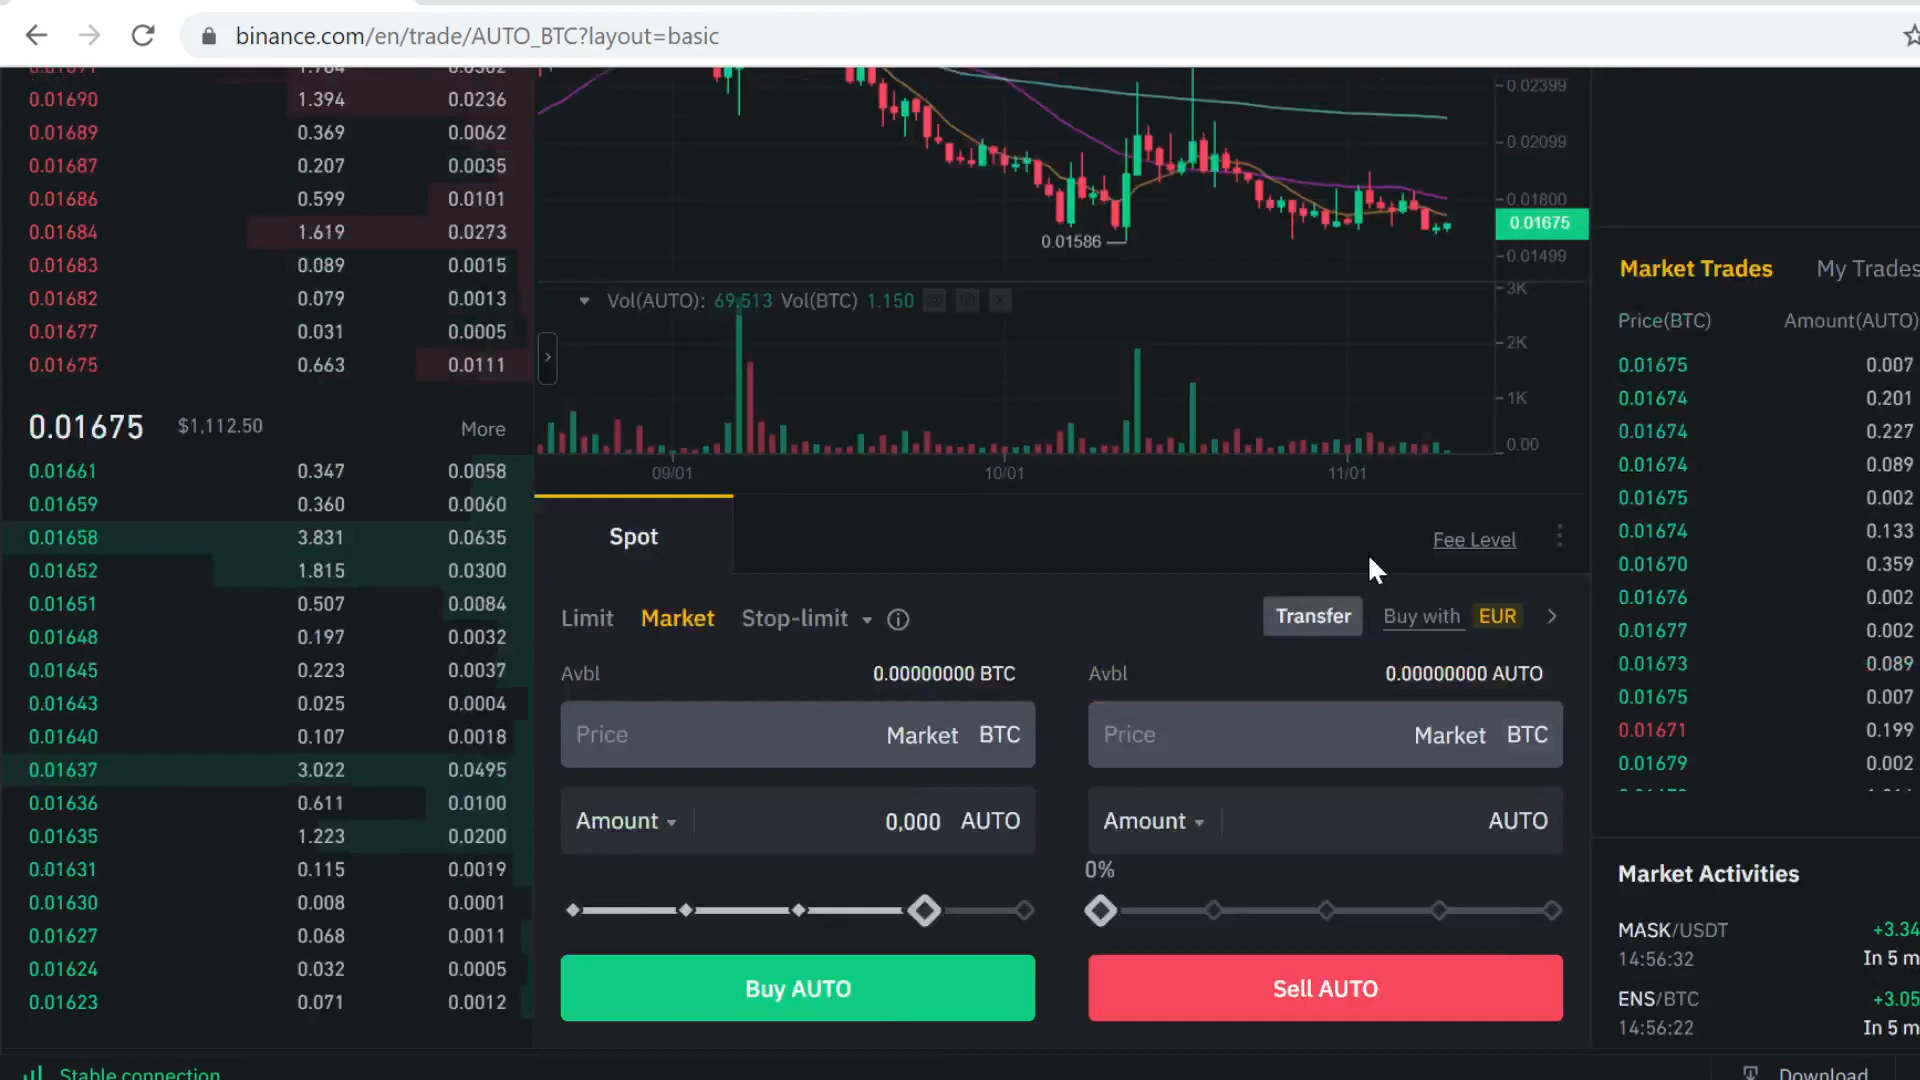 binance.com/en/trade/AUTO_BTC?layout=basic
0.01690 1.394 0.0236
0.01689 0.369 0.0062
0.01687 0.207 0.0035
0.01686 0.599 0.0101
0.01684 1.619 0.0273
0.01683 0.089 0.0015
0.01682 0.079 0.0013
0.01677 0.031 0.0005
0.01675 0.663 0.0111
0.01675 $1,112.50 More
0.01661 0.347 0.0058
0.01659 0.360 0.0060
0.01658 3.831 0.0635
0.01652 1.815 0.0300
0.01651 0.507 0.0084
0.01648 0.197 0.0032
0.01645 0.223 0.0037
0.01643 0.025 0.0004
0.01640 0.107 0.0018
0.01637 3.022 0.0495
0.01636 0.611 0.0100
0.01635 1.223 0.0200
0.01631 0.115 0.0019
0.01630 0.008 0.0001
0.01627 0.068 0.0011
0.01624 0.032 0.0005
0.01623 0.071 0.0012
Stable connection
0.02399
0.02099
0.01800
0.01675
0.01499
0.01586
Vol(AUTO): 69.513 Vol(BTC) 1.150
3K
2K
1K
0.00
09/01 10/01 11/01
Spot
Fee Level
Limit Market Stop-limit
Transfer Buy with EUR
Avbl 0.00000000 BTC
Price Market BTC
Amount 0,000 AUTO
Buy AUTO
Avbl 0.00000000 AUTO
Price Market BTC
Amount AUTO
0%
Sell AUTO
Market Trades My Trades
Price(BTC) Amount(AUTO)
0.01675 0.007
0.01674 0.201
0.01674 0.227
0.01674 0.089
0.01675 0.002
0.01674 0.133
0.01670 0.359
0.01676 0.002
0.01677 0.002
0.01673 0.089
0.01675 0.007
0.01671 0.199
0.01679 0.002
Market Activities
MASK/USDT +3.34
14:56:32 In 5 m
ENS/BTC +3.05
14:56:22 In 5 m
Download